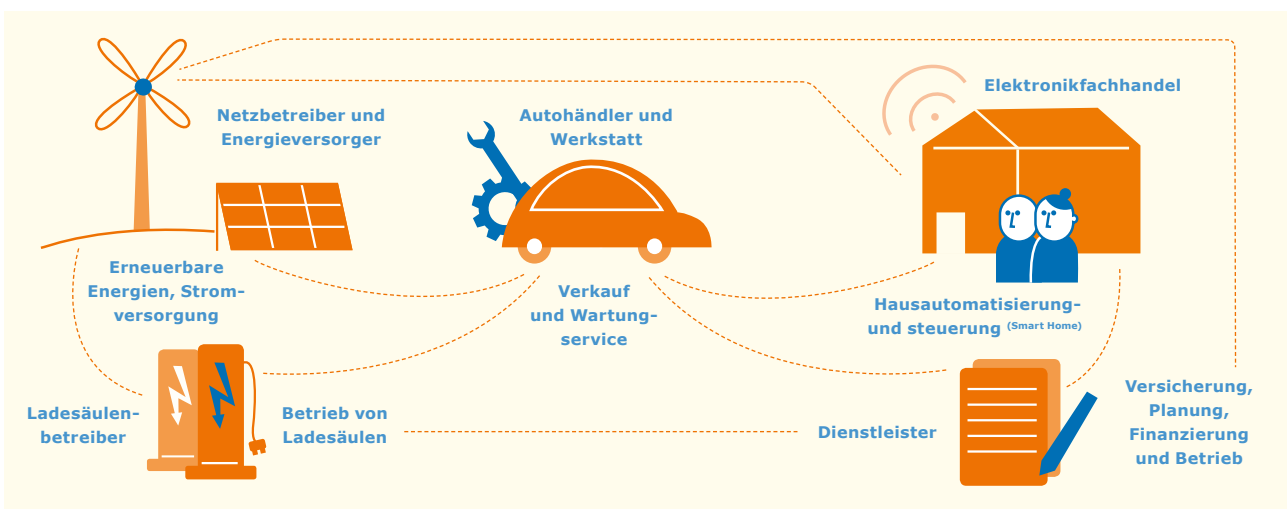 Netzbetreiber und
Energieversorger
Autohändler und
Werkstatt
Elektronikfachhandel
Erneuerbare
Energien, Strom-
versorgung
Verkauf
und Wartung-
service
Hausautomatisierung-
und steuerung (Smart Home)
Ladesäulen-
betreiber
Betrieb von
Ladesäulen
Dienstleister
Versicherung,
Planung,
Finanzierung
und Betrieb